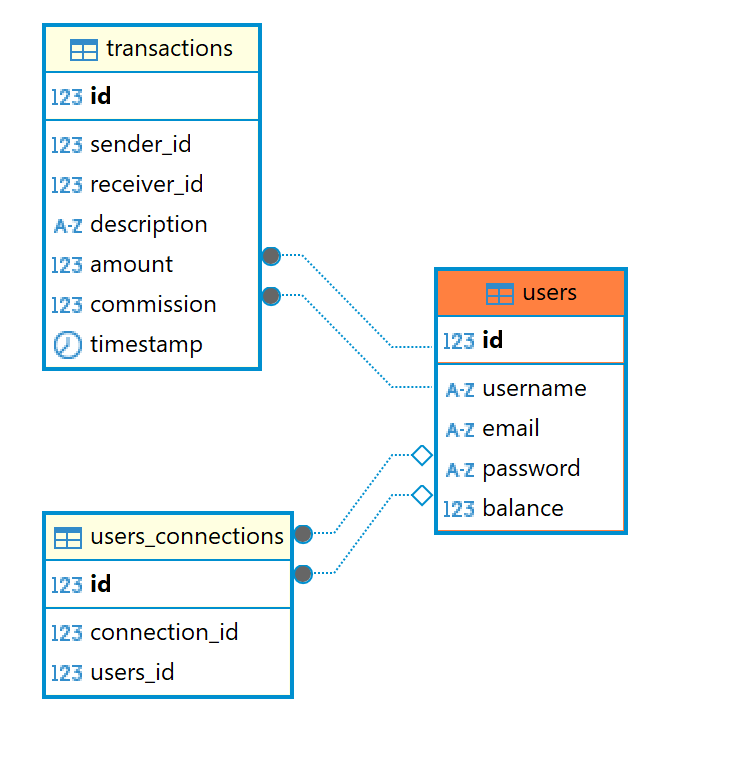 transactions
123 id
123 sender_id
123 receiver_id
A-Z description
123 amount
123 commission
timestamp
users
123 id
A-Z username
A-Z email
A-Z password
123 balance
users_connections
123 id
123 connection_id
123 users_id